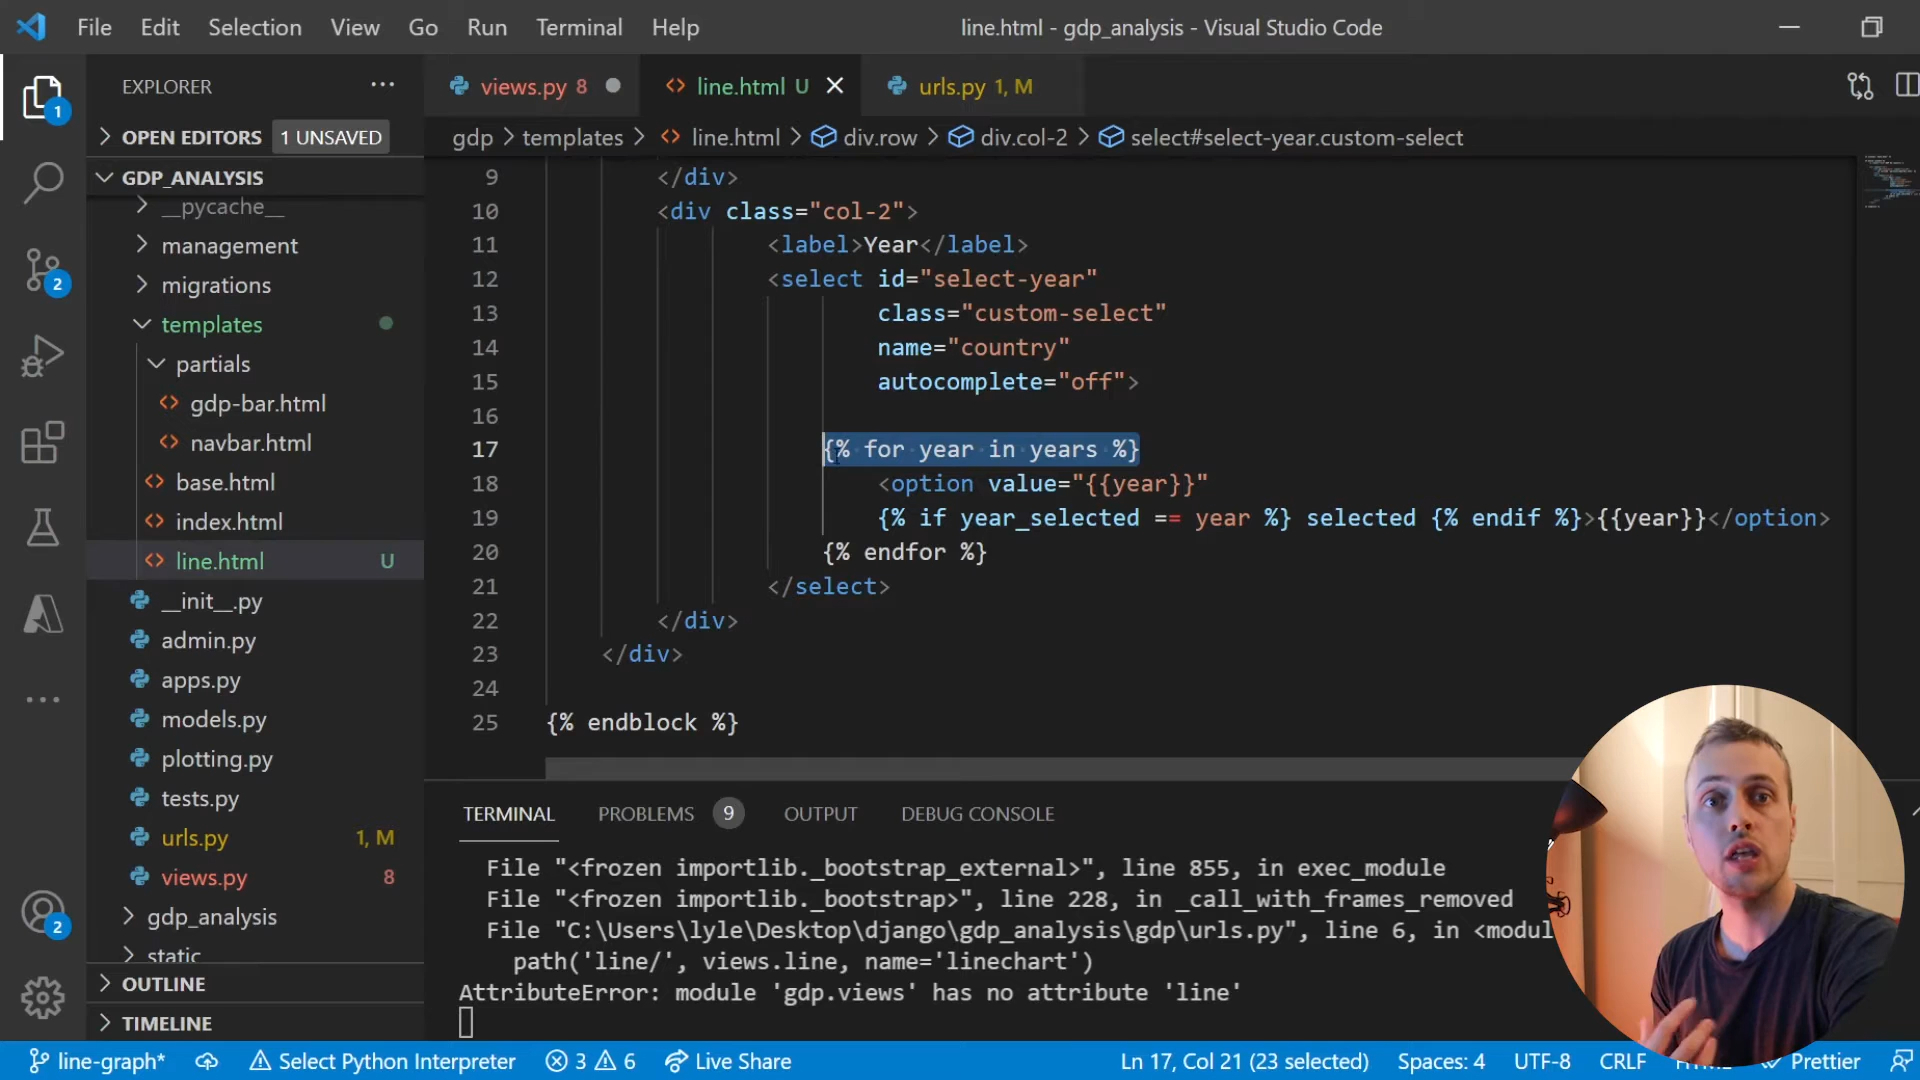 File Edit Selection View Go Run Terminal Help
line.html - gdp_analysis - Visual Studio Code
EXPLORER
views.py 8
line.html U
urls.py 1, M
OPEN EDITORS 1 UNSAVED
gdp > templates > line.html > div.row > div.col-2 > select#select-year.custom-select
GDP_ANALYSIS
__pycache__
management
migrations
templates
partials
gdp-bar.html
navbar.html
base.html
index.html
line.html U
__init__.py
admin.py
apps.py
models.py
plotting.py
tests.py
urls.py 1, M
views.py 8
gdp_analysis
static
OUTLINE
TIMELINE
1
2
2
9 </div>
10 <div class="col-2">
11 <label>Year</label>
12 <select id="select-year"
13 class="custom-select"
14 name="country"
15 autocomplete="off">
16
17 {% for year in years %}
18 <option value="{{year}}"
19 {% if year_selected == year %} selected {% endif %}>{{year}}</option>
20 {% endfor %}
21 </select>
22 </div>
23 </div>
24
25 {% endblock %}
TERMINAL PROBLEMS 9 OUTPUT DEBUG CONSOLE
File "<frozen importlib._bootstrap_external>", line 855, in exec_module
File "<frozen importlib._bootstrap>", line 228, in _call_with_frames_removed
File "C:\Users\lyle\Desktop\django\gdp_analysis\gdp\urls.py", line 6, in <modul
path('line/', views.line, name='linechart')
AttributeError: module 'gdp.views' has no attribute 'line'
line-graph* Select Python Interpreter 3 6 Live Share Ln 17, Col 21 (23 selected) Spaces: 4 UTF-8 CRLF Prettier